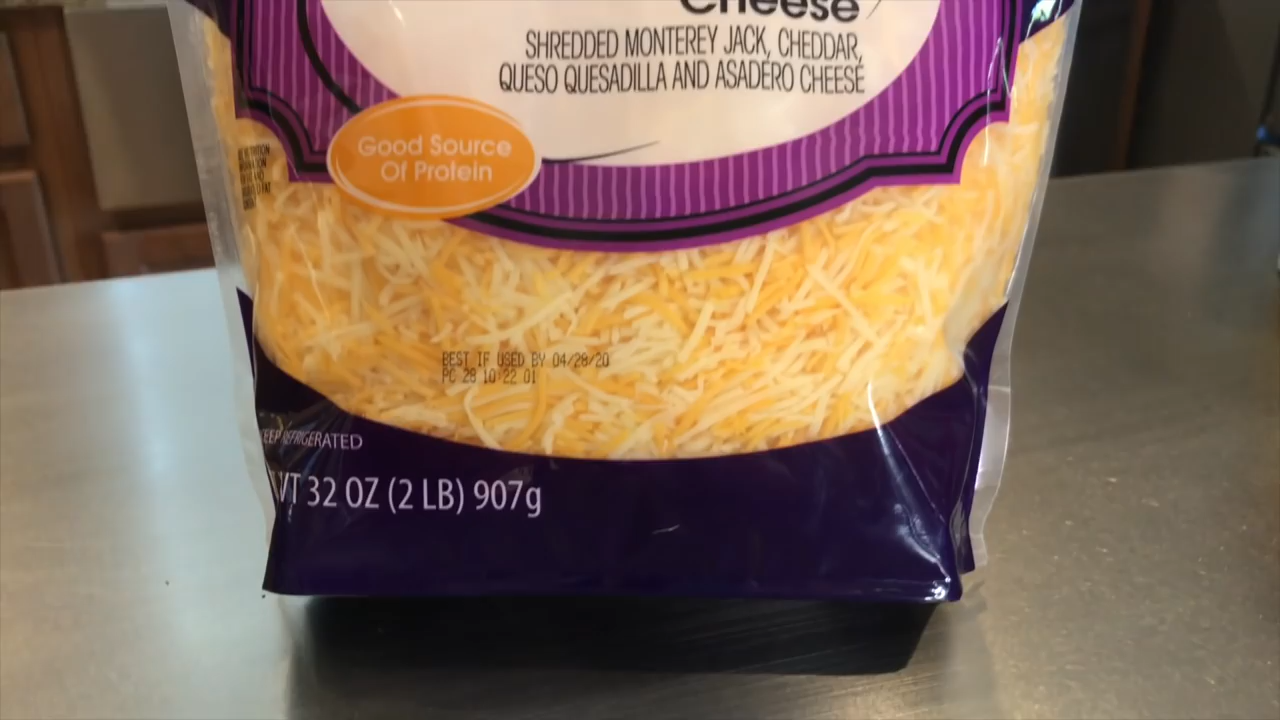 Cheese
SHREDDED MONTEREY JACK, CHEDDAR,
QUESO QUESADILLA AND ASADERO CHEESE
Good Source
Of Protein
BEST IF USED BY 04/28/20
PC 28 10:22 01
KEEP REFRIGERATED
WT 32 OZ (2 LB) 907g